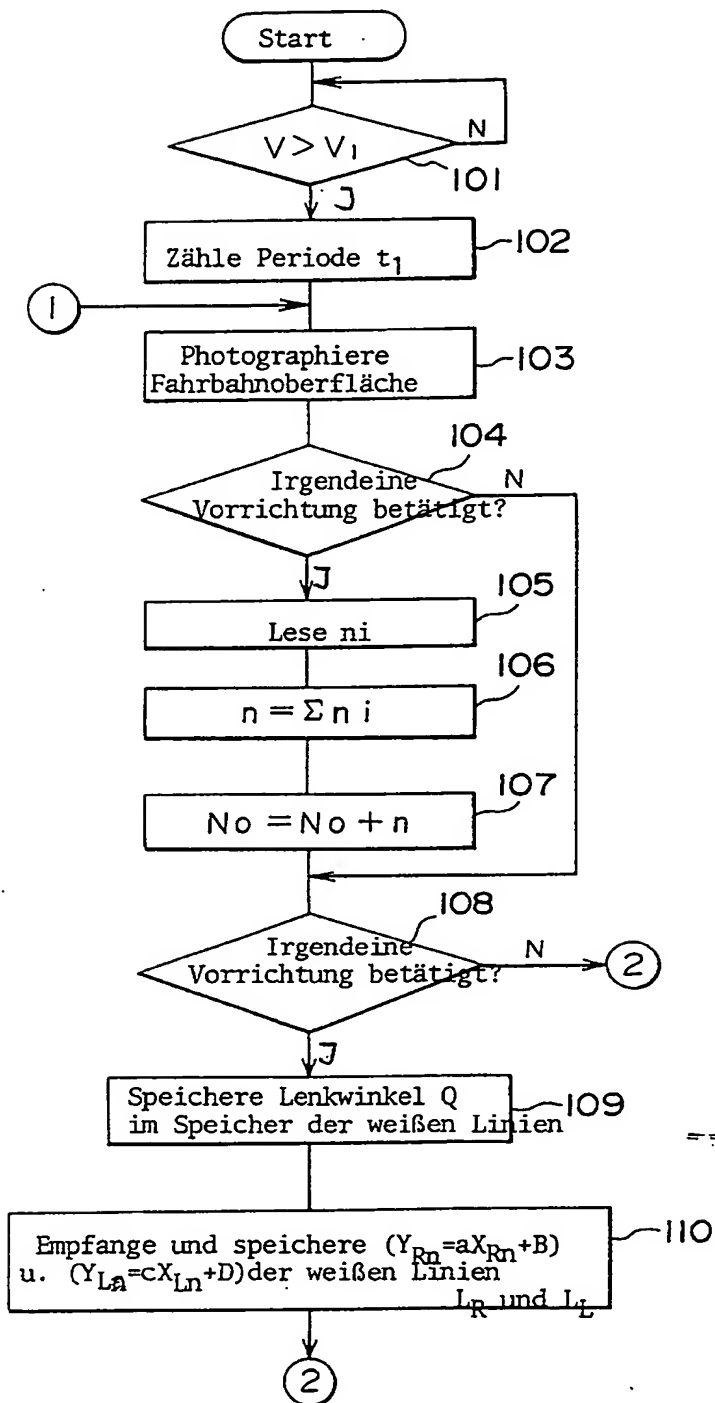 Start
N
V > V1
101
J
Zähle Periode t1
102
1
Photographiere
Fahrbahnoberfläche
103
104
Irgendeine
Vorrichtung betätigt?
N
J
105
Lese ni
106
n = Σ n i
107
No = No + n
108
Irgendeine
Vorrichtung betätigt?
N
2
J
Speichere Lenkwinkel Q
im Speicher der weißen Linien
109
110
Empfange und speichere (YRn=aXRn+B)
u. (YLn=cXLn+D)der weißen Linien
LR und LL
2